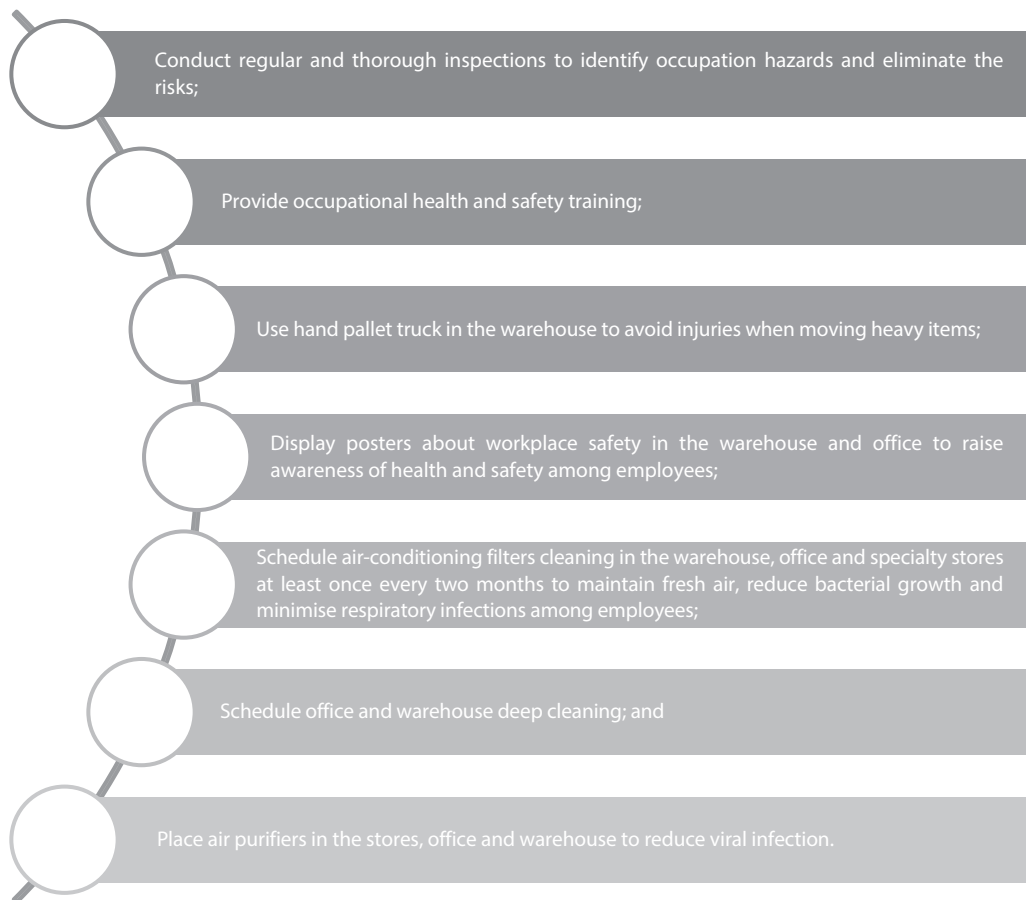 Conduct regular and thorough inspections to identify occupation hazards and eliminate the
risks;
Provide occupational health and safety training;
Use hand pallet truck in the warehouse to avoid injuries when moving heavy items;
Display posters about workplace safety in the warehouse and office to raise
awareness of health and safety among employees;
Schedule air-conditioning filters cleaning in the warehouse, office and specialty stores
at least once every two months to maintain fresh air, reduce bacterial growth and
minimise respiratory infections among employees;
Schedule office and warehouse deep cleaning; and
Place air purifiers in the stores, office and warehouse to reduce viral infection.